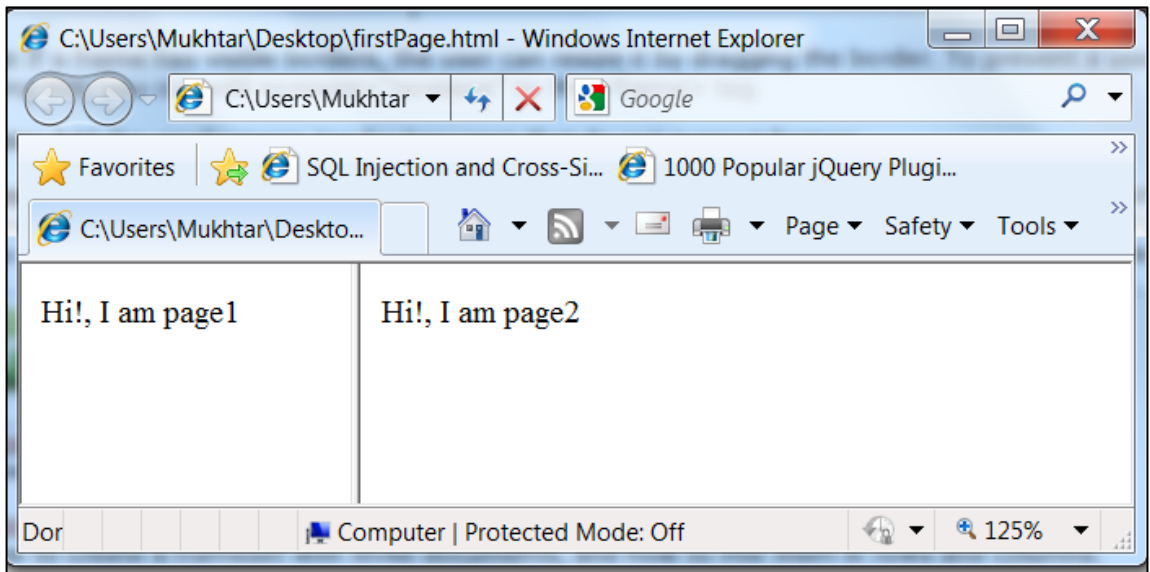 C:\Users\Mukhtar\Desktop\firstPage.html - Windows Internet Explorer
C:\Users\Mukhtar Google
Favorites SQL Injection and Cross-Si... 1000 Popular jQuery Plugi...
C:\Users\Mukhtar\Deskto... Page Safety Tools
Hi!, I am page1 Hi!, I am page2
Dor Computer | Protected Mode: Off 125%